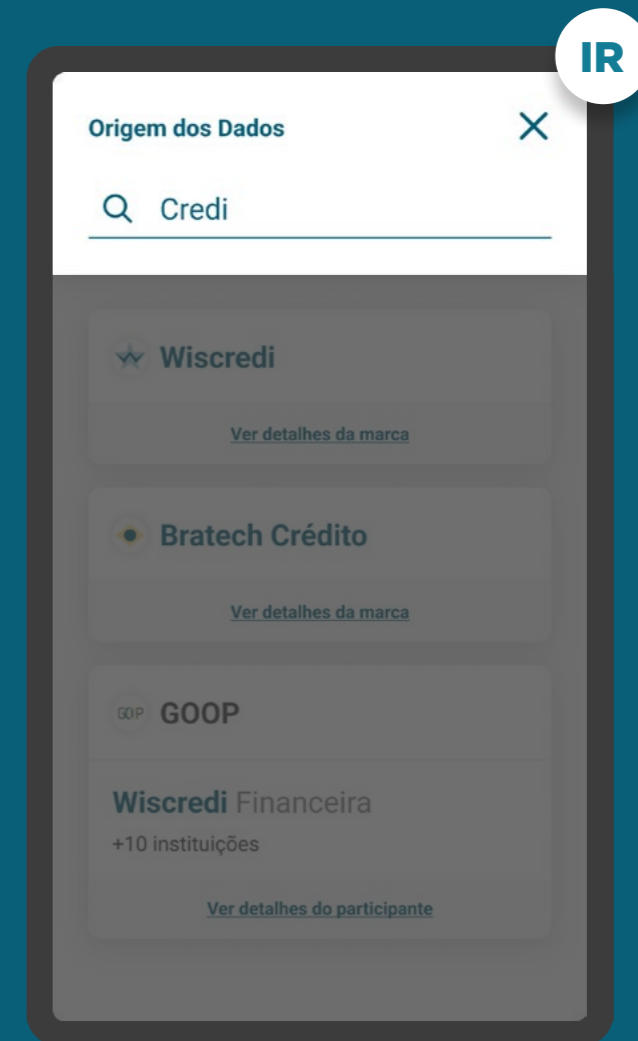 IR
Origem dos Dados
Credi
Wiscredi
Ver detalhes da marca
Bratech Crédito
Ver detalhes da marca
GOOP GOOP
Wiscredi Financeira
+10 instituições
Ver detalhes do participante